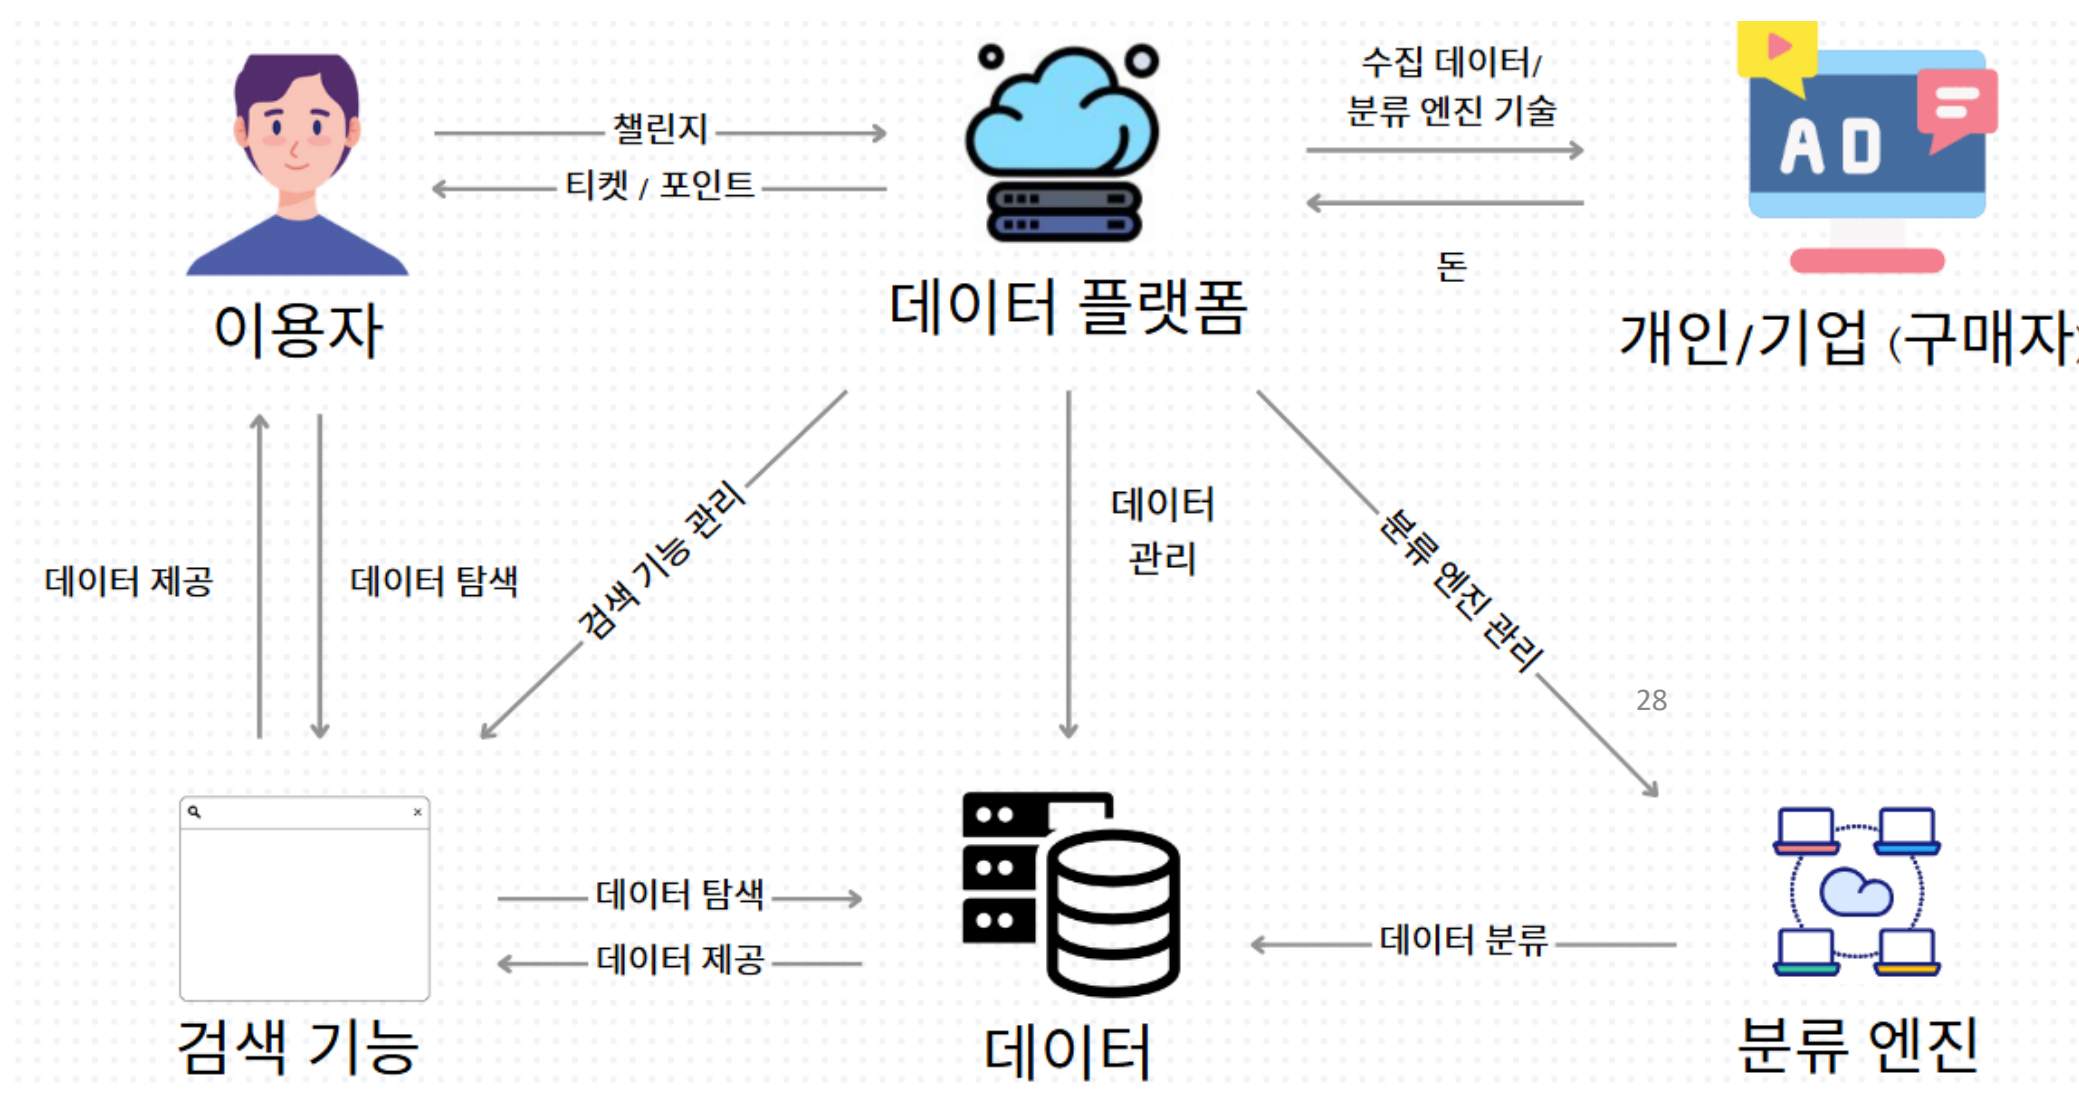 수집 데이터/
분류 엔진 기술
챌린지
티켓 / 포인트
돈
AD
이용자
데이터 플랫폼
개인/기업 (구매자)
데이터 제공
데이터 탐색
검색 기능 관리
데이터
관리
분류 엔진 관리
28
데이터 탐색
데이터 제공
데이터 분류
검색 기능
데이터
분류 엔진